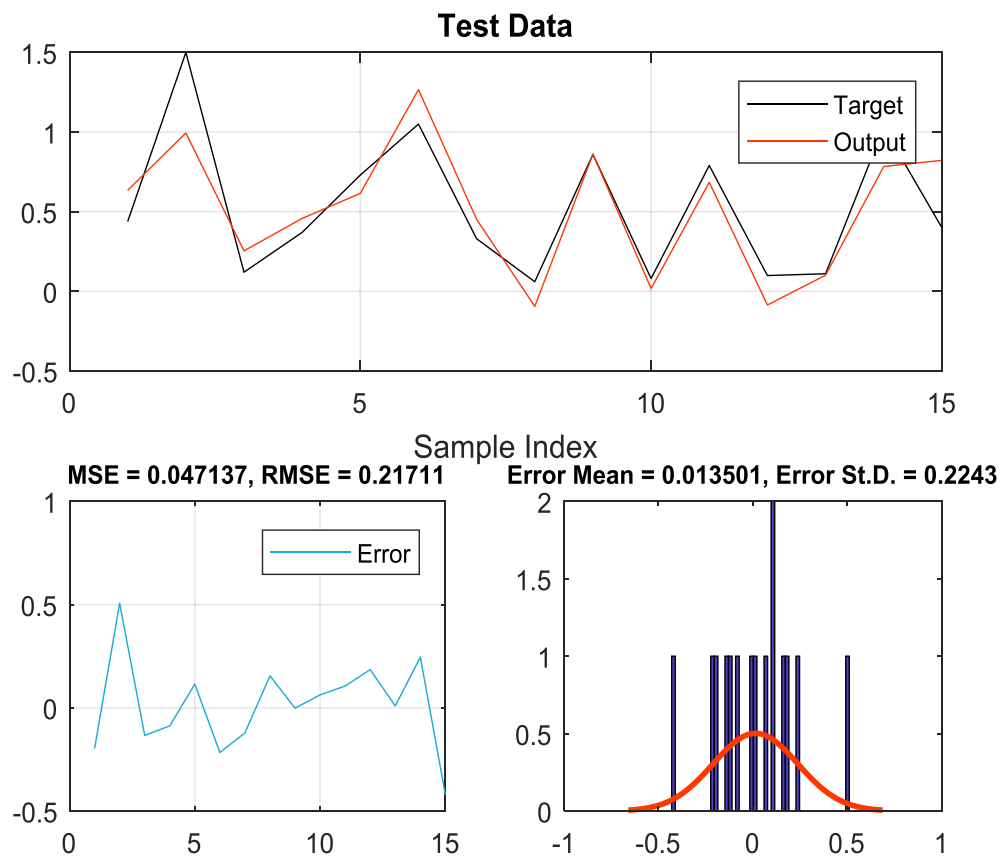 Test Data
1.5
1
0.5
0
-0.5
Target
Output
0 5 10 15
Sample Index
MSE = 0.047137, RMSE = 0.21711
1
0.5
0
-0.5
Error
0 5 10 15
Error Mean = 0.013501, Error St.D. = 0.2243
2
1.5
1
0.5
0
-1 -0.5 0 0.5 1